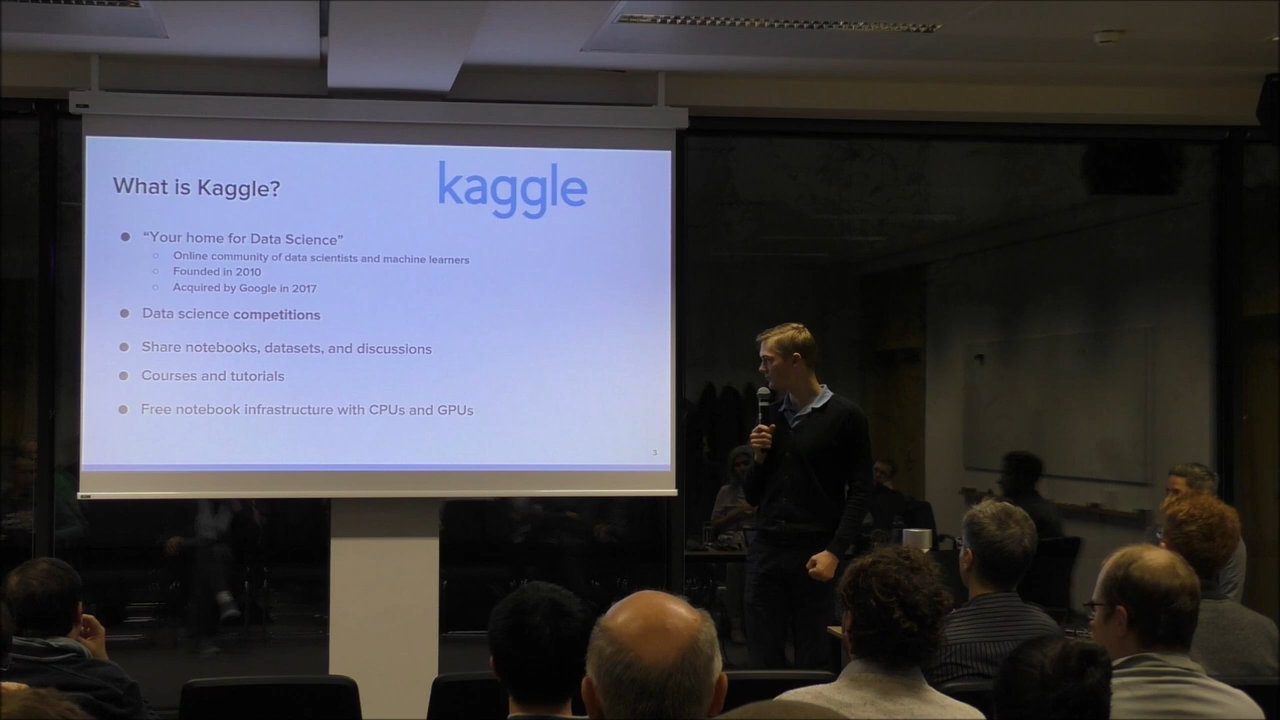 kaggle
What is Kaggle?
“Your home for Data Science”
Online community of data scientists and machine learners
Founded in 2010
Acquired by Google in 2017
Data science competitions
Share notebooks, datasets, and discussions
Courses and tutorials
Free notebook infrastructure with CPUs and GPUs
3